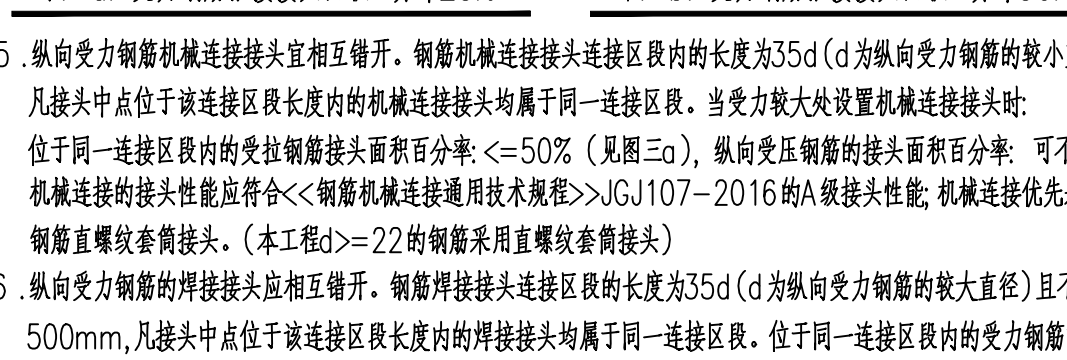 5 .纵向受力钢筋机械连接接头宜相互错开。钢筋机械连接接头连接区段内的长度为35d(d为纵向受力钢筋的较小
凡接头中点位于该连接区段长度内的机械连接接头均属于同一连接区段。当受力较大处设置机械连接接头时:
位于同一连接区段内的受拉钢筋接头面积百分率:<=50% (见图三a), 纵向受压钢筋的接头面积百分率: 可不
机械连接的接头性能应符合<<钢筋机械连接通用技术规程>>JGJ107-2016的A级接头性能; 机械连接优先
钢筋直螺纹套筒接头。(本工程d>=22的钢筋采用直螺纹套筒接头)
6 .纵向受力钢筋的焊接接头应相互错开。钢筋焊接接头连接区段的长度为35d(d为纵向受力钢筋的较大直径)且不
500mm,凡接头中点位于该连接区段长度内的焊接接头均属于同一连接区段。位于同一连接区段内的受力钢筋